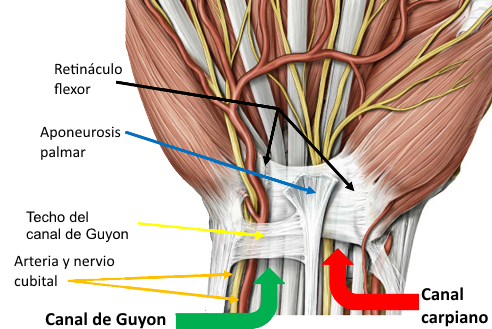 Retináculo
flexor
Aponeurosis
palmar
Techo del
canal de Guyon
Arteria y nervio
cubital
Canal de Guyon
Canal
carpiano